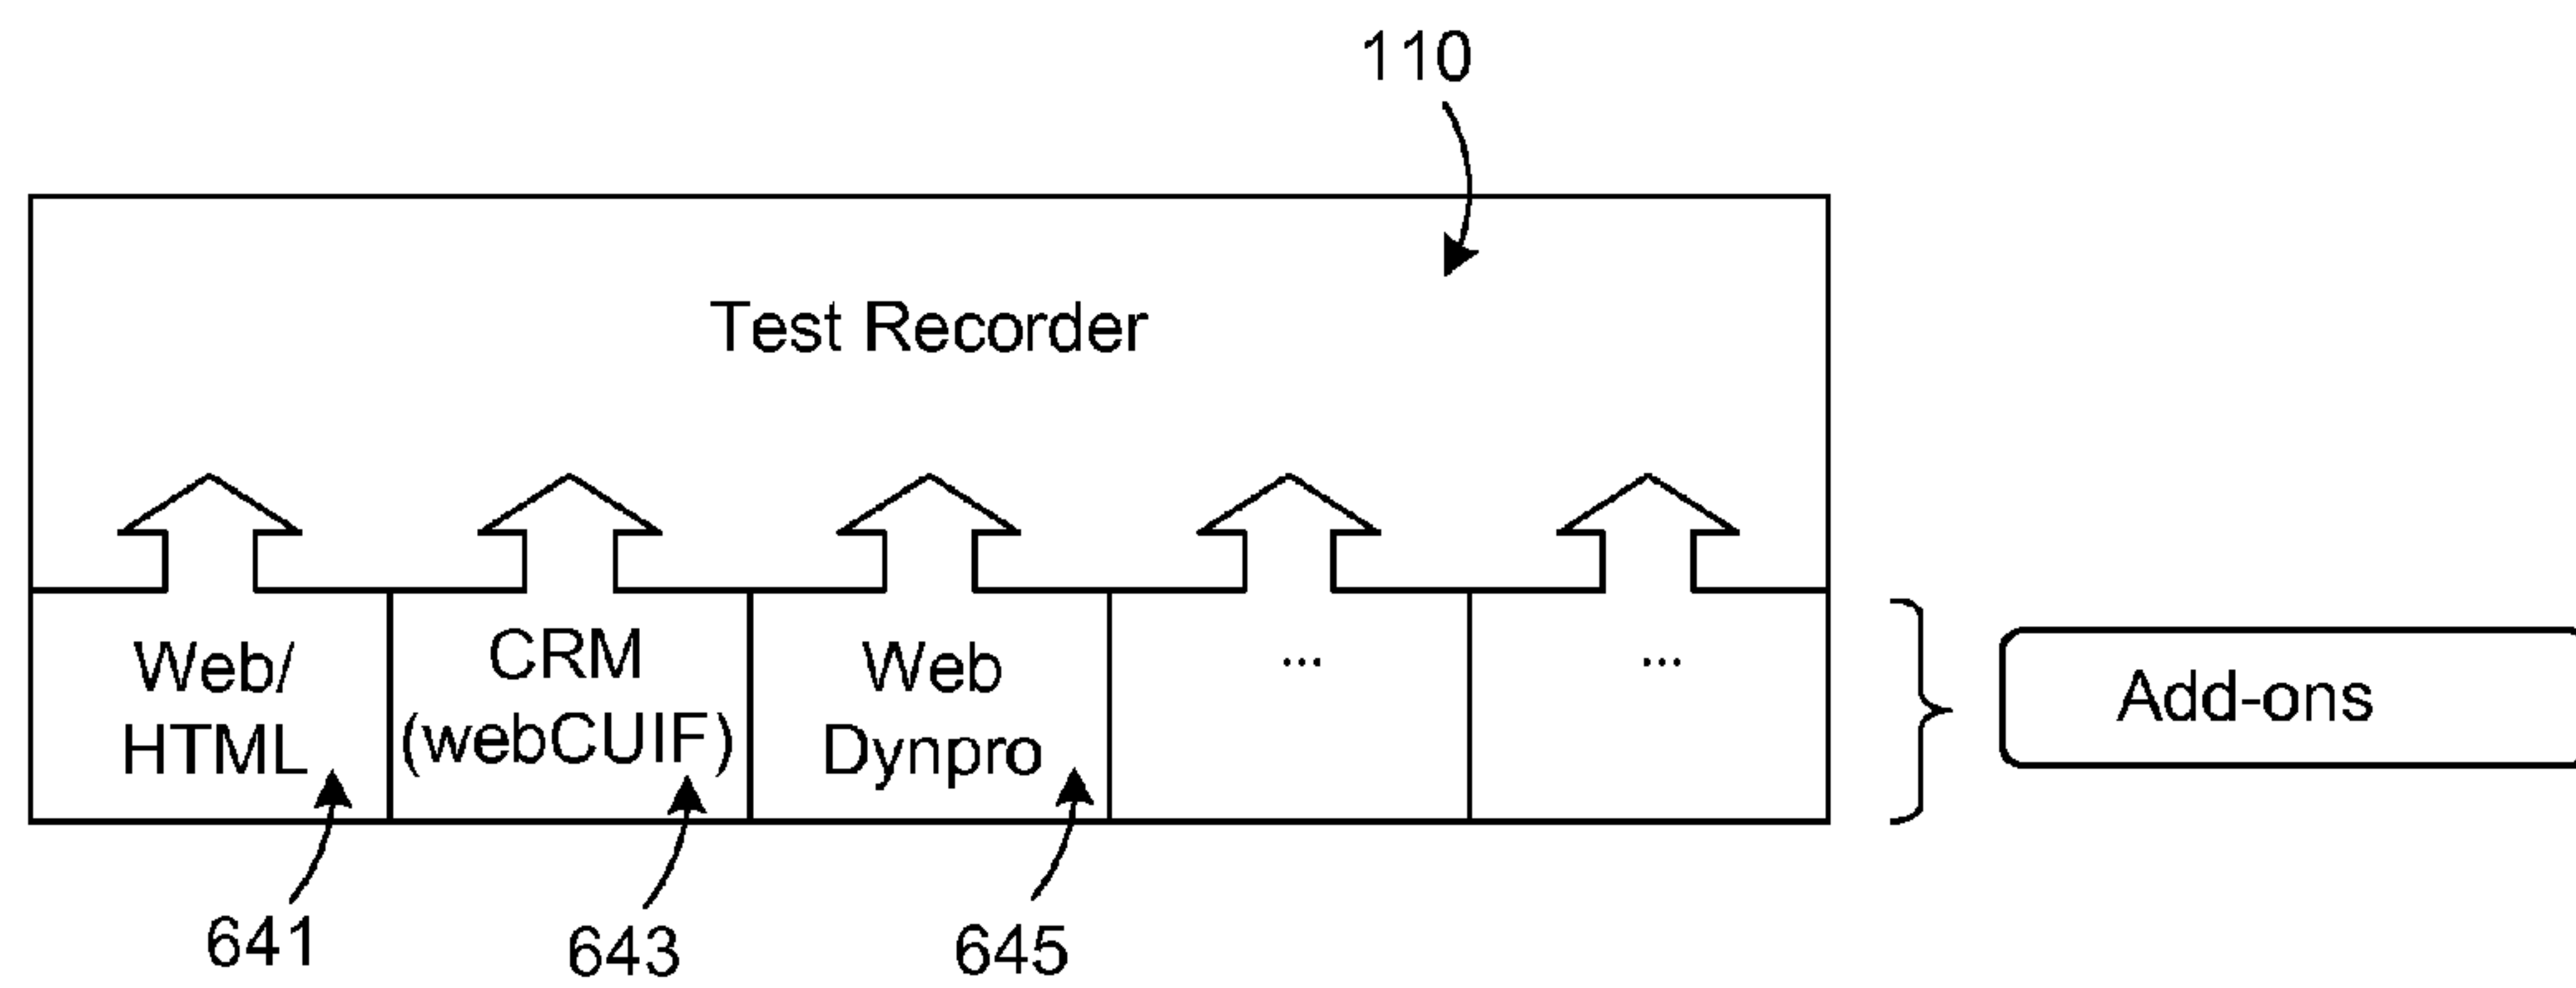 110
Test Recorder
Web/
HTML
CRM
(webCUIF)
Web
Dynpro
...
...
Add-ons
641
643
645